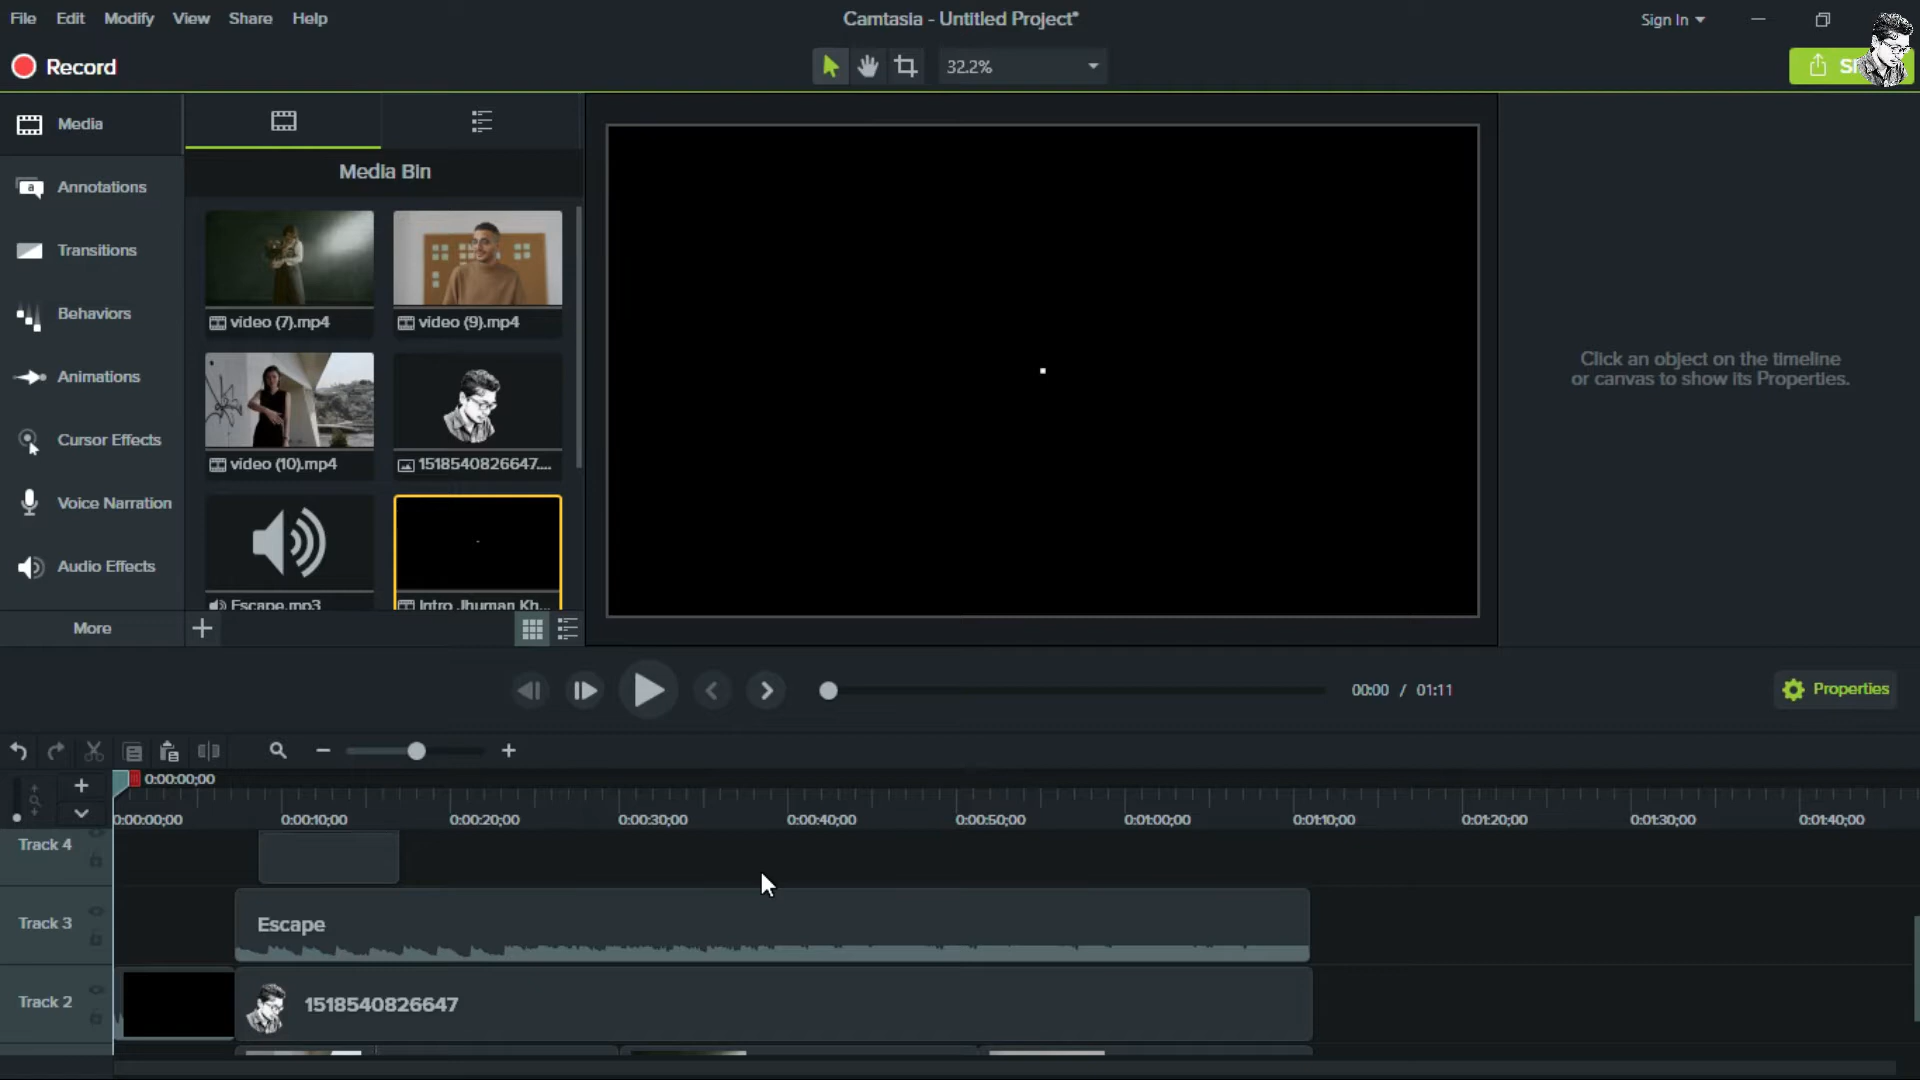 File Edit Modify View Share Help
Camtasia - Untitled Project*
Sign In
Record
32.2%
Media
Annotations
Transitions
Behaviors
Animations
Cursor Effects
Voice Narration
Audio Effects
More
Media Bin
video (7).mp4
video (9).mp4
video (10).mp4
1518540826647....
Escape.mp3
Intro Jhuman Kh...
Click an object on the timeline
or canvas to show its Properties.
00:00 / 01:11
Properties
0:00:00;00
0:00:00;00 0:00:10;00 0:00:20;00 0:00:30;00 0:00:40;00 0:00:50;00 0:01:00;00 0:01:10;00 0:01:20;00 0:01:30;00 0:01:40;00
Track 4
Track 3
Escape
Track 2
1518540826647